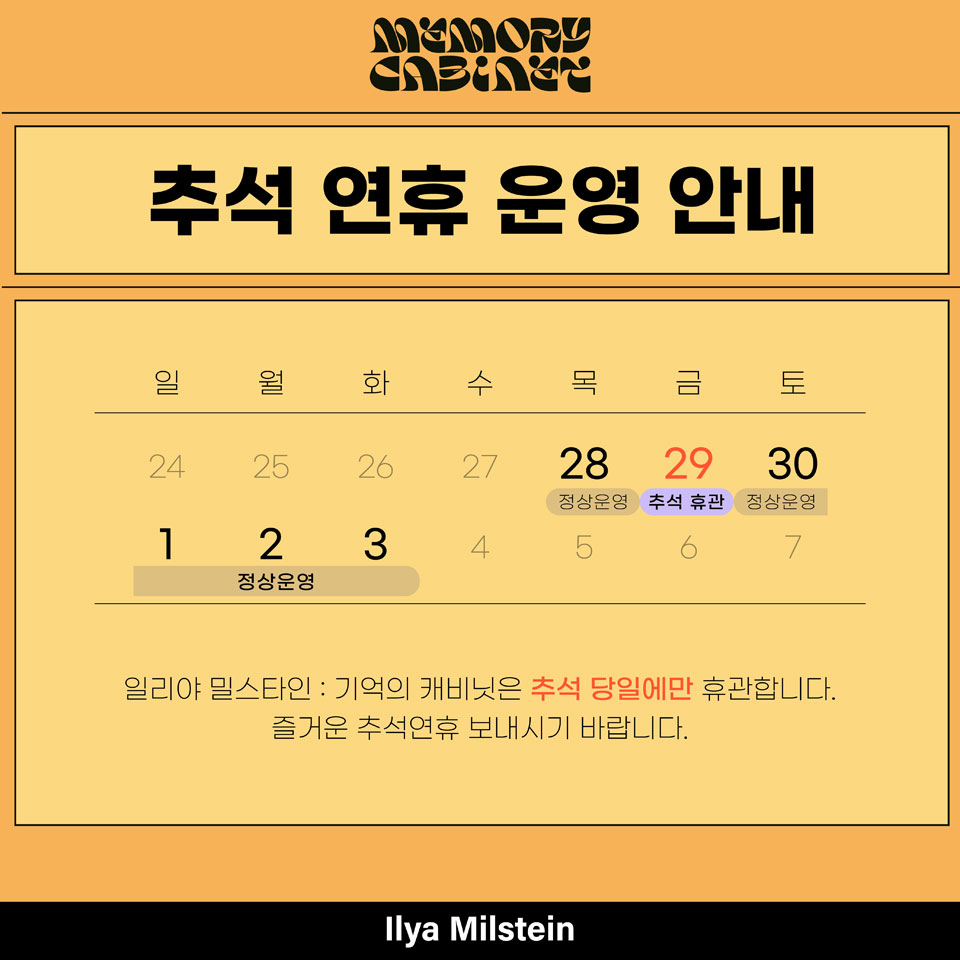 MEMORY
CABINET
추석 연휴 운영 안내
일 월 화 수 목 금 토
24 25 26 27 28 29 30
정상운영 추석 휴관 정상운영
1 2 3 4 5 6 7
정상운영
일리야 밀스타인 : 기억의 캐비닛은 추석 당일에만 휴관합니다.
즐거운 추석연휴 보내시기 바랍니다.
Ilya Milstein